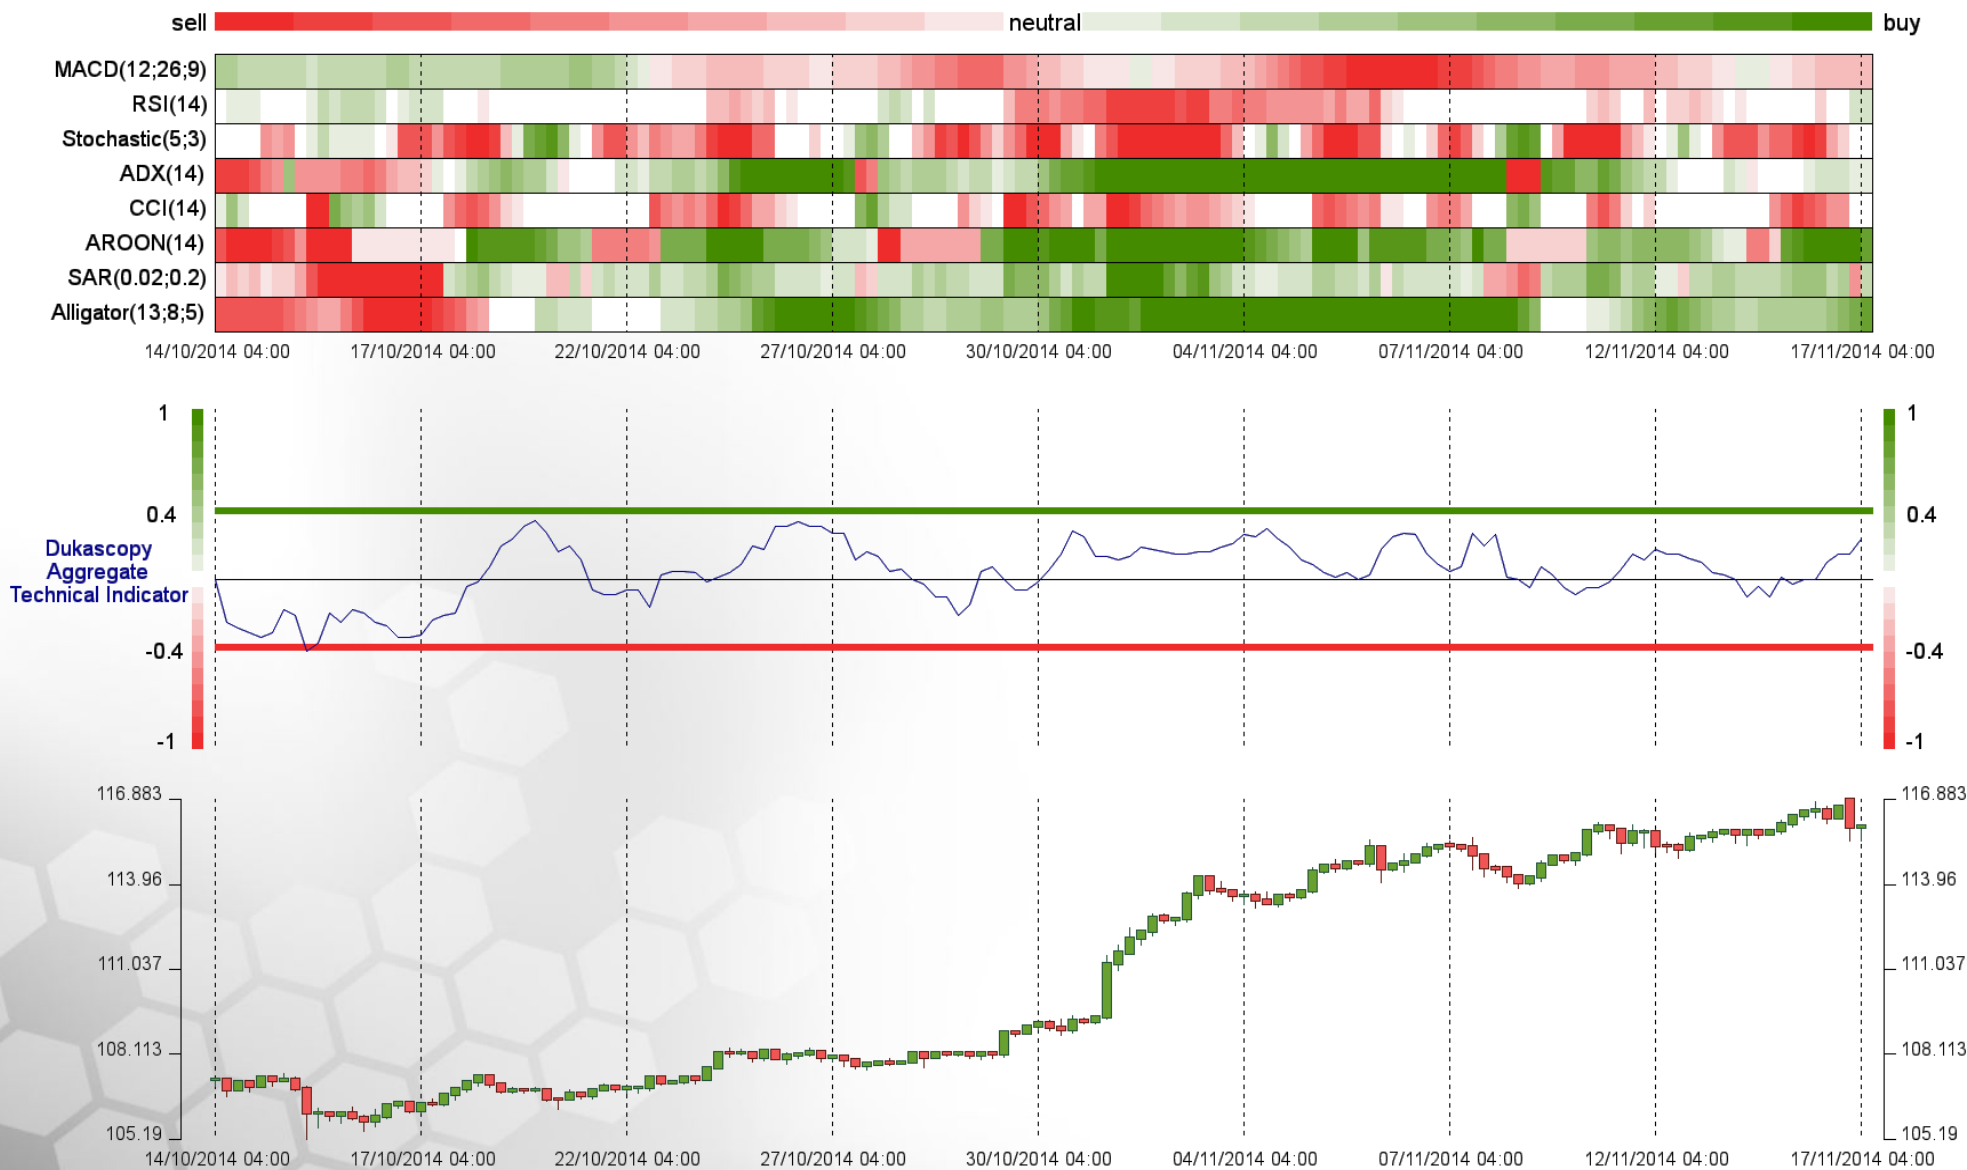 sell neutral buy
MACD(12;26;9)
RSI(14)
Stochastic(5;3)
ADX(14)
CCI(14)
AROON(14)
SAR(0.02;0.2)
Alligator(13;8;5)
14/10/2014 04:00 17/10/2014 04:00 22/10/2014 04:00 27/10/2014 04:00 30/10/2014 04:00 04/11/2014 04:00 07/11/2014 04:00 12/11/2014 04:00 17/11/2014 04:00
1 1
0.4 0.4
Dukascopy
Aggregate
Technical Indicator
-0.4 -0.4
-1 -1
116.883 116.883
113.96 113.96
111.037 111.037
108.113 108.113
105.19 105.19
14/10/2014 04:00 17/10/2014 04:00 22/10/2014 04:00 27/10/2014 04:00 30/10/2014 04:00 04/11/2014 04:00 07/11/2014 04:00 12/11/2014 04:00 17/11/2014 04:00